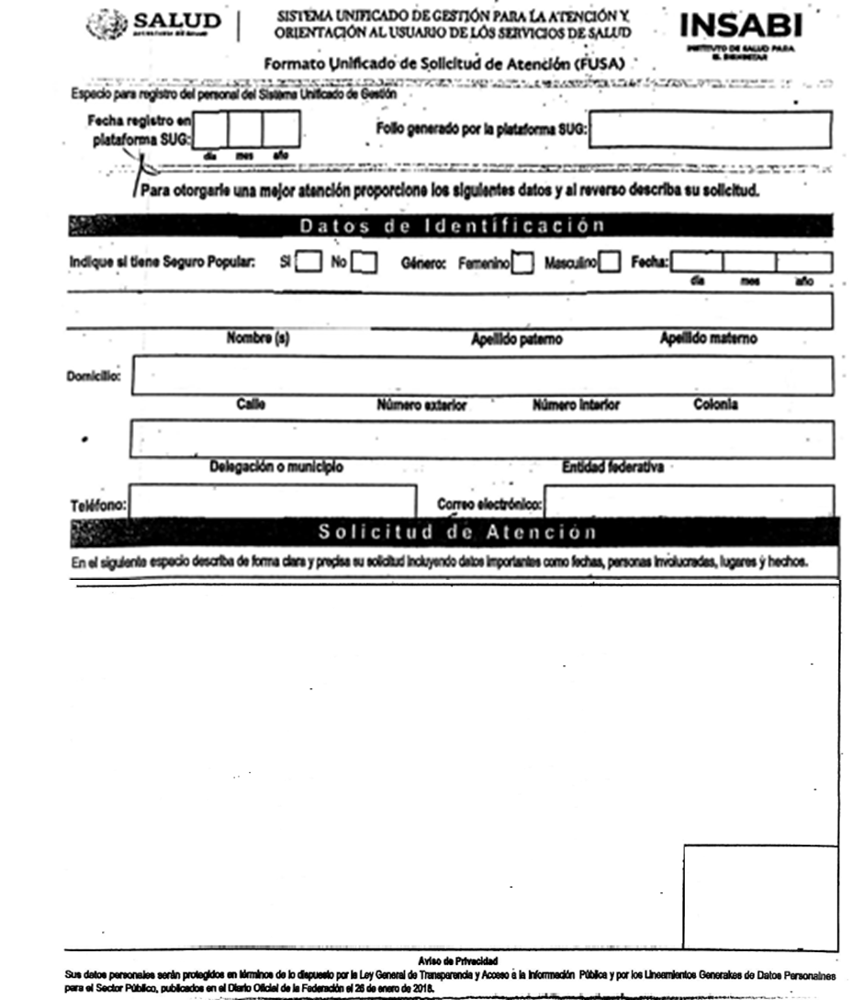 SALUD
SECRETARÍA DE SALUD
SISTEMA UNIFICADO DE GESTIÓN PARA LA ATENCIÓN Y
ORIENTACIÓN AL USUARIO DE LOS SERVICIOS DE SALUD
INSABI
INSTITUTO DE SALUD PARA
EL BIENESTAR
Formato Unificado de Solicitud de Atención (FUSA)
Espacio para registro del personal del Sistema Unificado de Gestión
Fecha registro en
plataforma SUG:
día mes año
Folio generado por la plataforma SUG:
Para otorgarle una mejor atención proporcione los siguientes datos y al reverso describa su solicitud.
Datos de Identificación
Indique si tiene Seguro Popular: SI No Género: Femenino Masculino Fecha:
día mes año
Nombre (s) Apellido paterno Apellido materno
Domicilio:
Calle Número exterior Número interior Colonia
Delegación o municipio Entidad federativa
Teléfono: Correo electrónico:
Solicitud de Atención
En el siguiente espacio describa de forma clara y precisa su solicitud incluyendo datos importantes como fechas, personas involucradas, lugares y hechos.
Aviso de Privacidad
Sus datos personales serán protegidos en términos de lo dispuesto por la Ley General de Transparencia y Acceso a la Información Pública y por los Lineamientos Generakes de Datos Personalnes
para el Sector Público, publicados en el Diario Oficial de la Federación el 26 de enero de 2018.